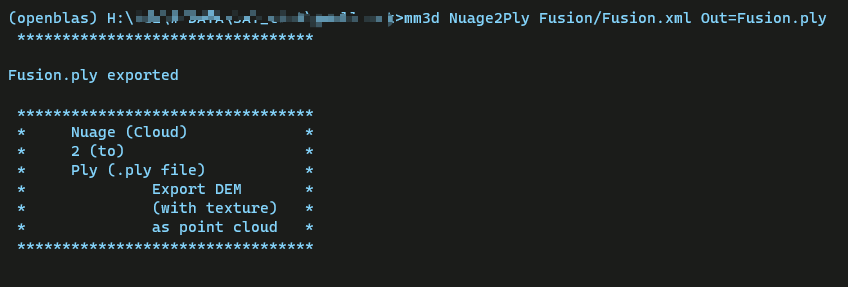 (openblas) H:\>mm3d Nuage2Ply Fusion/Fusion.xml Out=Fusion.ply
*********************************
Fusion.ply exported
*********************************
* Nuage (Cloud) *
* 2 (to) *
* Ply (.ply file) *
* Export DEM *
* (with texture) *
* as point cloud *
*********************************